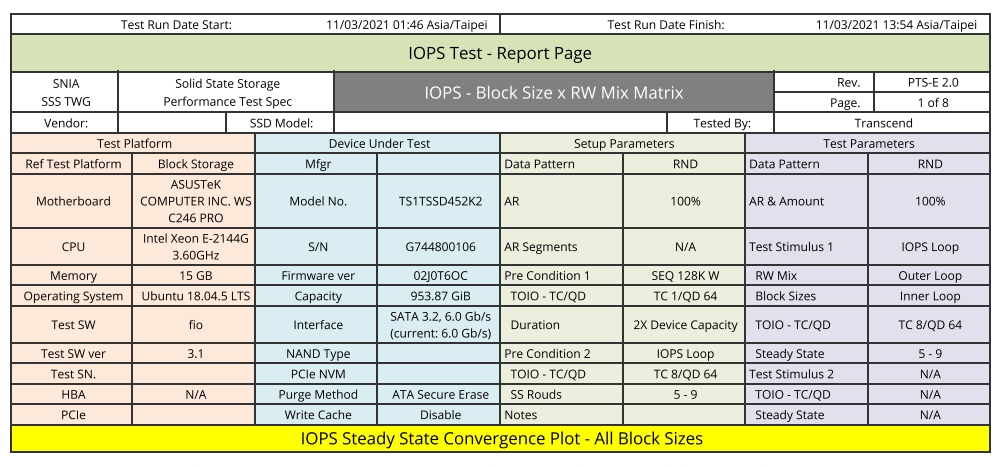 Test Run Date Start: 11/03/2021 01:46 Asia/Taipei Test Run Date Finish: 11/03/2021 13:54 Asia/Taipei
IOPS Test - Report Page
SNIA
SSS TWG
Solid State Storage
Performance Test Spec
IOPS - Block Size x RW Mix Matrix
Rev. PTS-E 2.0
Page. 1 of 8
Vendor: SSD Model: Tested By: Transcend
Test Platform Device Under Test Setup Parameters Test Parameters
Ref Test Platform Block Storage Mfgr Data Pattern RND Data Pattern RND
Motherboard
ASUSTeK
COMPUTER INC. WS
C246 PRO
Model No. TS1TSSD452K2 AR 100% AR & Amount 100%
CPU
Intel Xeon E-2144G
3.60GHz
S/N G744800106 AR Segments N/A Test Stimulus 1 IOPS Loop
Memory 15 GB Firmware ver 02J0T6OC Pre Condition 1 SEQ 128K W RW Mix Outer Loop
Operating System Ubuntu 18.04.5 LTS Capacity 953.87 GiB TOIO - TC/QD TC 1/QD 64 Block Sizes Inner Loop
Test SW fio Interface
SATA 3.2, 6.0 Gb/s
(current: 6.0 Gb/s)
Duration 2X Device Capacity TOIO - TC/QD TC 8/QD 64
Test SW ver 3.1 NAND Type Pre Condition 2 IOPS Loop Steady State 5 - 9
Test SN. PCIe NVM TOIO - TC/QD TC 8/QD 64 Test Stimulus 2 N/A
HBA N/A Purge Method ATA Secure Erase SS Rouds 5 - 9 TOIO - TC/QD N/A
PCIe Write Cache Disable Notes Steady State N/A
IOPS Steady State Convergence Plot - All Block Sizes